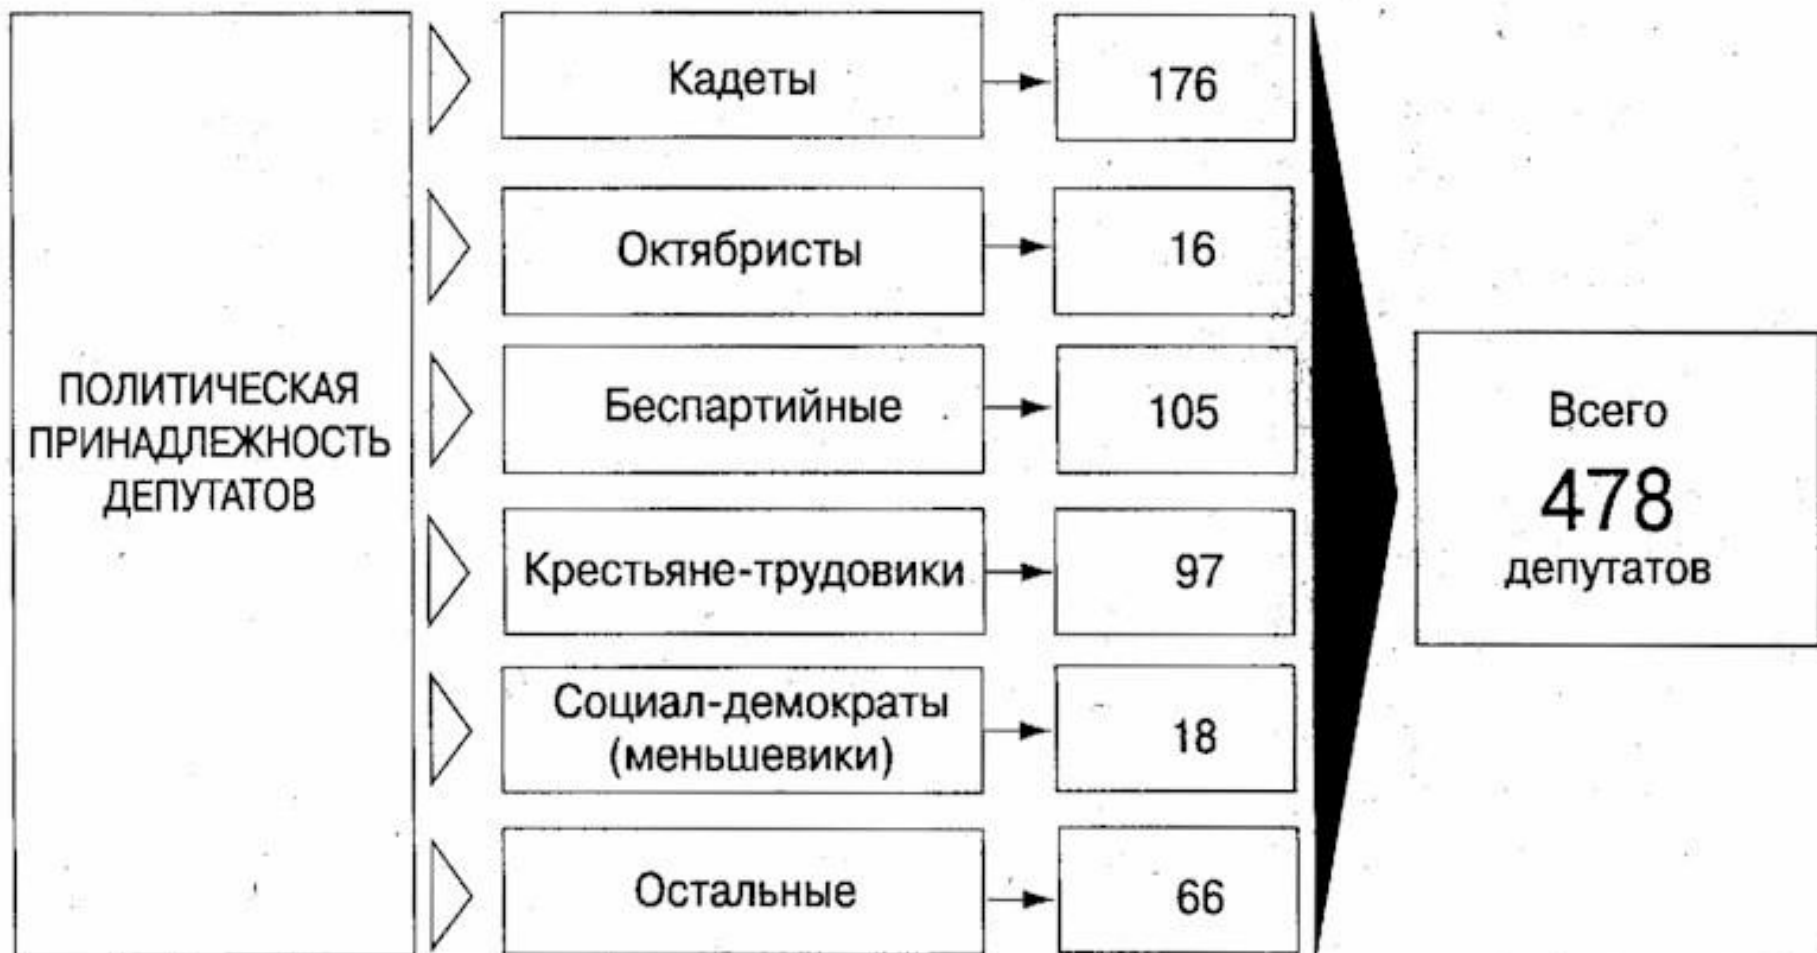 ПОЛИТИЧЕСКАЯ
ПРИНАДЛЕЖНОСТЬ
ДЕПУТАТОВ
Кадеты
176
Октябристы
16
Беспартийные
105
Крестьяне-трудовики
97
Социал-демократы
(меньшевики)
18
Остальные
66
Всего
478
депутатов